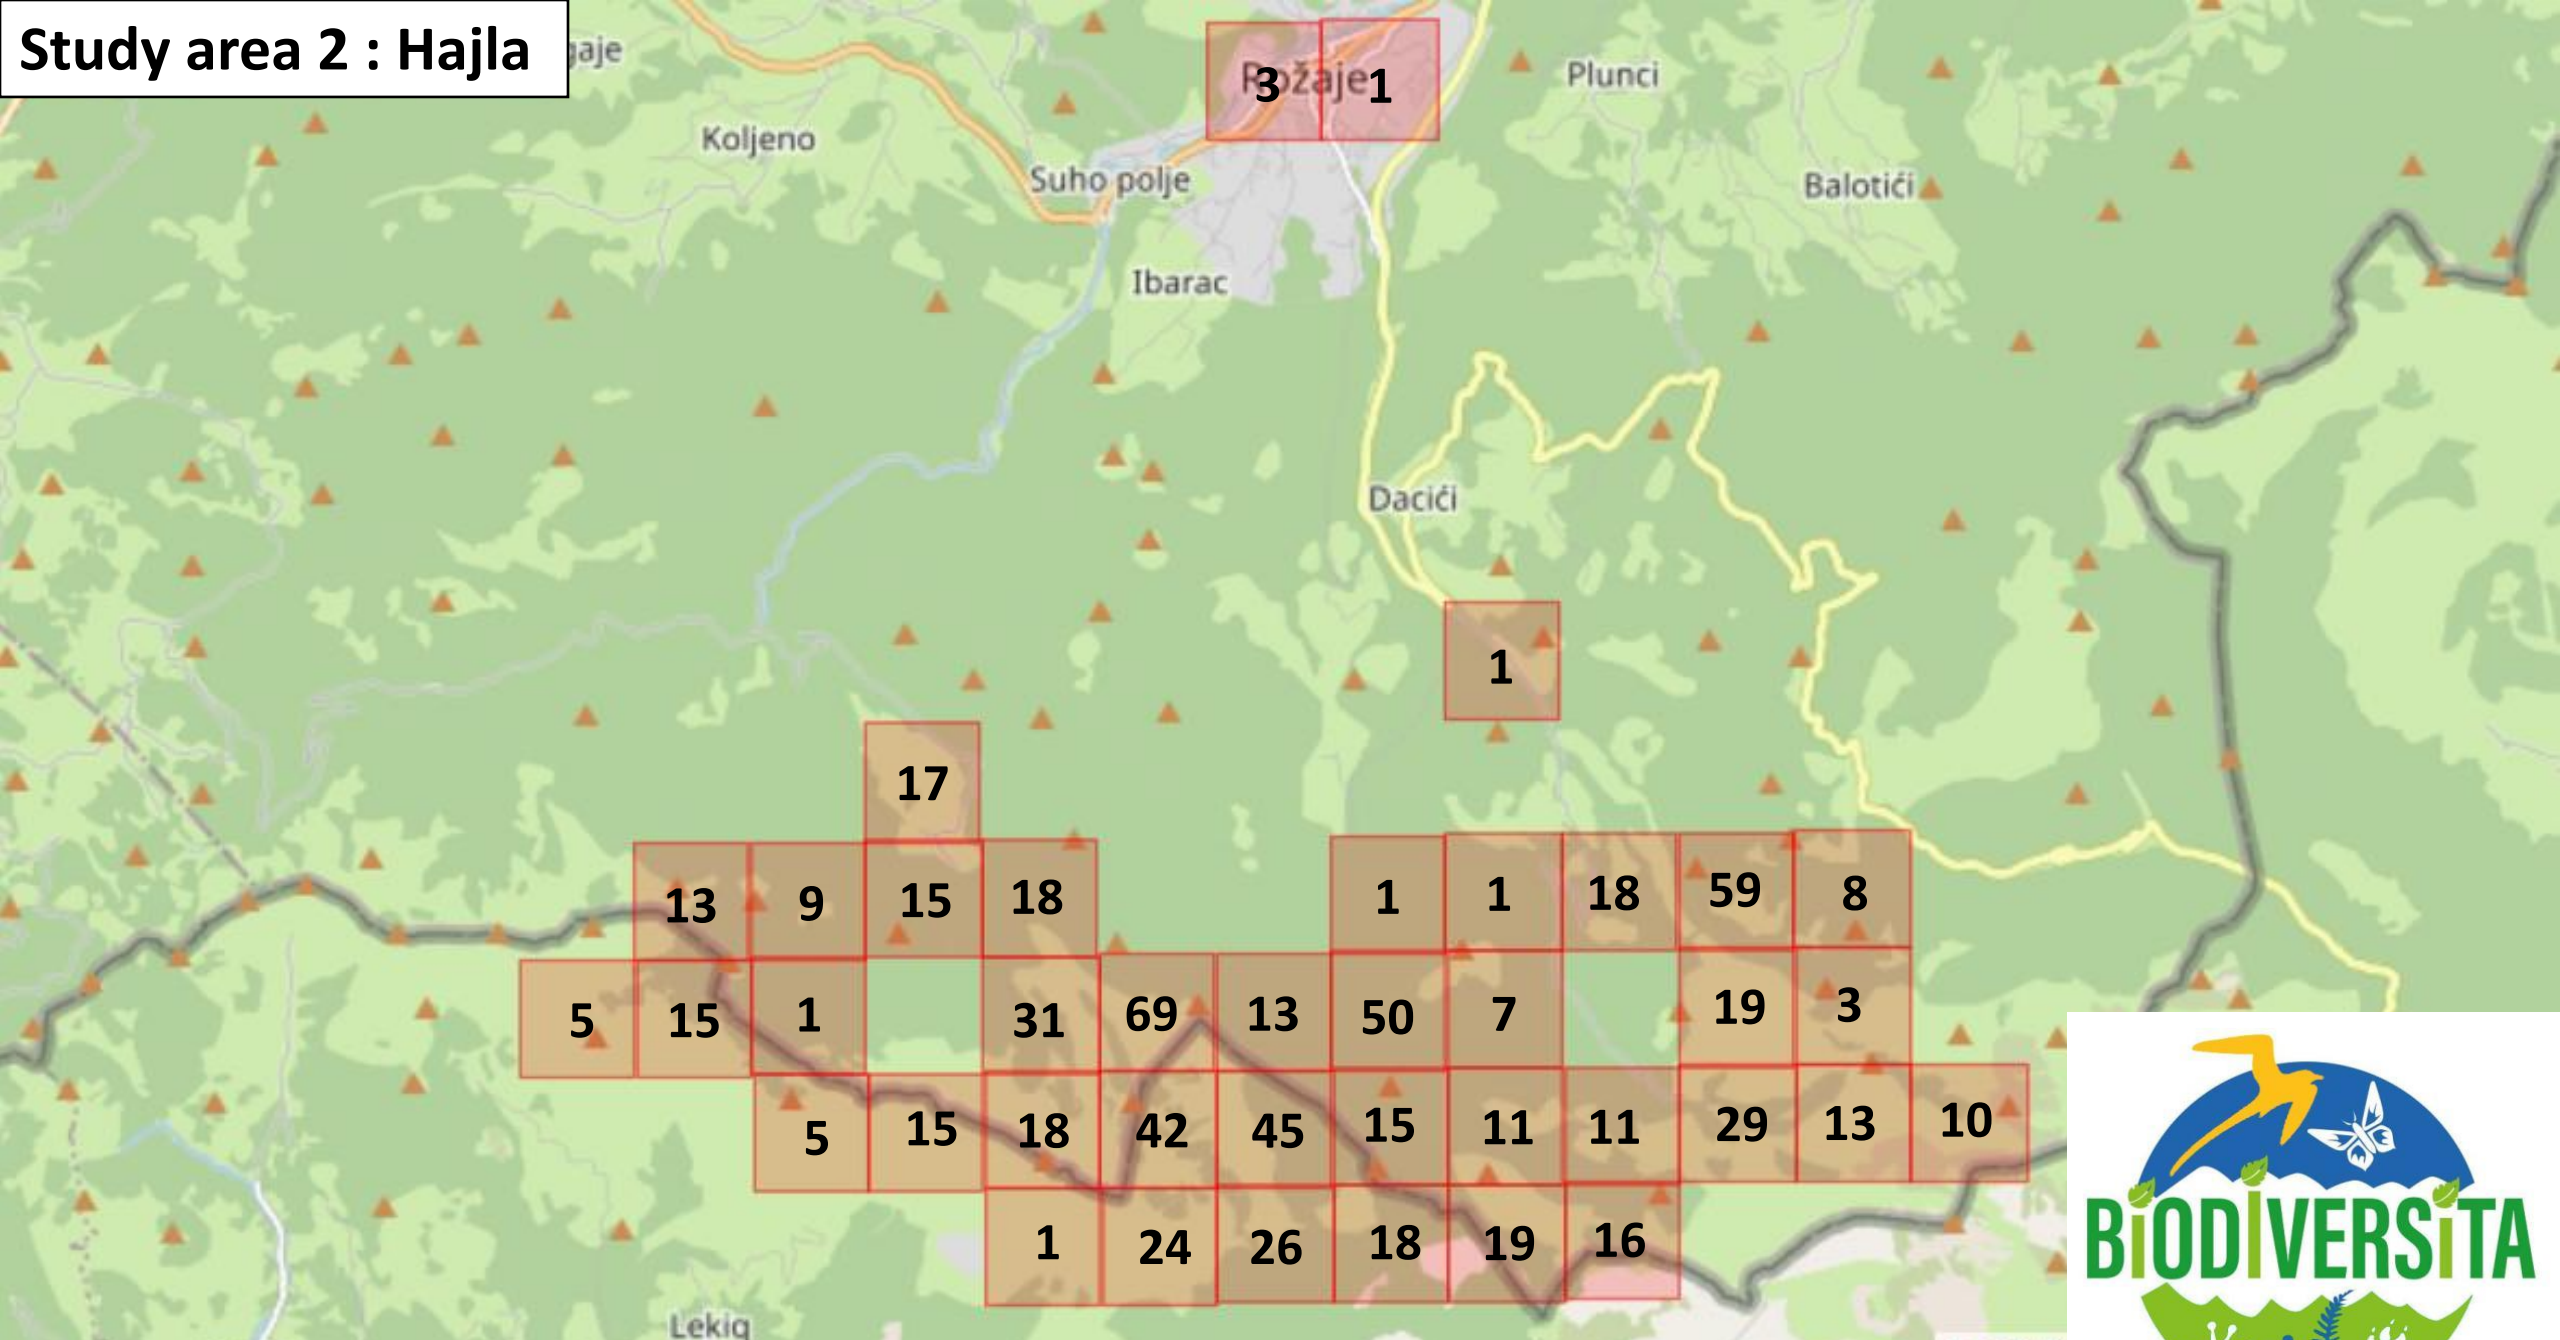 Study area 2 : Hajla
gaje
Rožaje
3 1
Plunci
Koljeno
Suho polje
Balotići
Ibarac
Dacići
1
17
13 9 15 18 1 1 18 59 8
5 15 1 31 69 13 50 7 19 3
5 15 18 42 45 15 11 11 29 13 10
1 24 26 18 19 16
Lekiq
BiODiVERSiTA